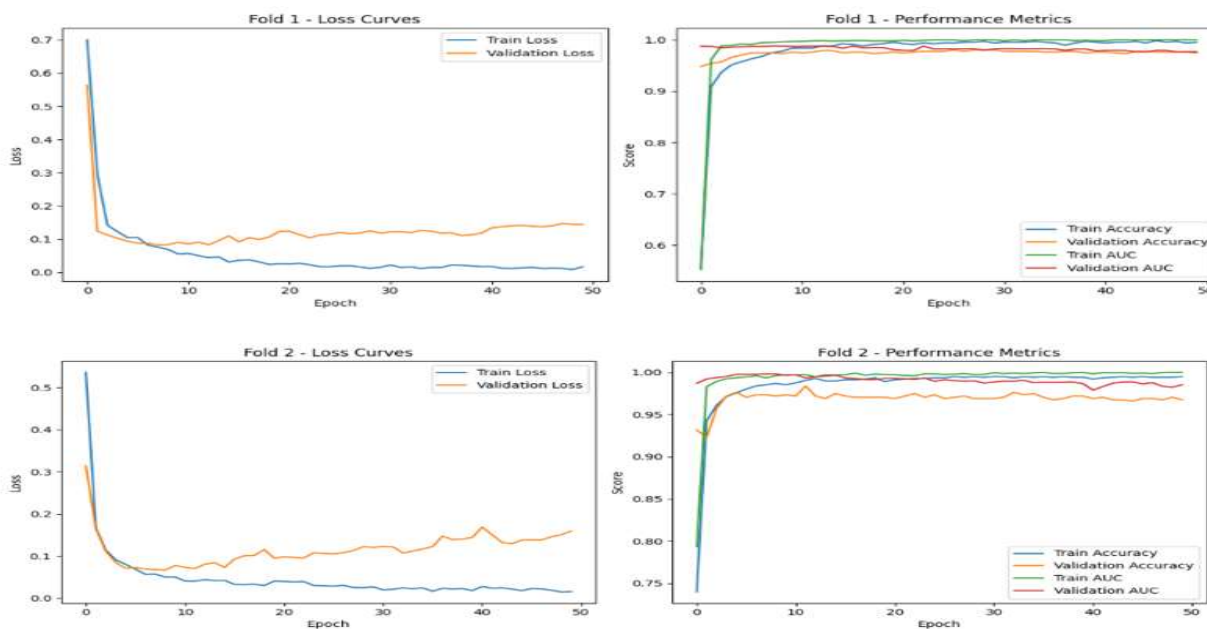 Fold 1 - Loss Curves
0.7
0.6
0.5
0.4
0.3
0.2
0.1
0.0
Loss
Train Loss
Validation Loss
0
10
20
30
40
50
Epoch
Fold 1 - Performance Metrics
1.0
0.9
0.8
0.7
0.6
Score
Train Accuracy
Validation Accuracy
Train AUC
Validation AUC
0
10
20
30
40
50
Epoch
Fold 2 - Loss Curves
0.5
0.4
0.3
0.2
0.1
0.0
Loss
Train Loss
Validation Loss
0
10
20
30
40
50
Epoch
Fold 2 - Performance Metrics
1.00
0.95
0.90
0.85
0.80
0.75
Score
Train Accuracy
Validation Accuracy
Train AUC
Validation AUC
0
10
20
30
40
50
Epoch